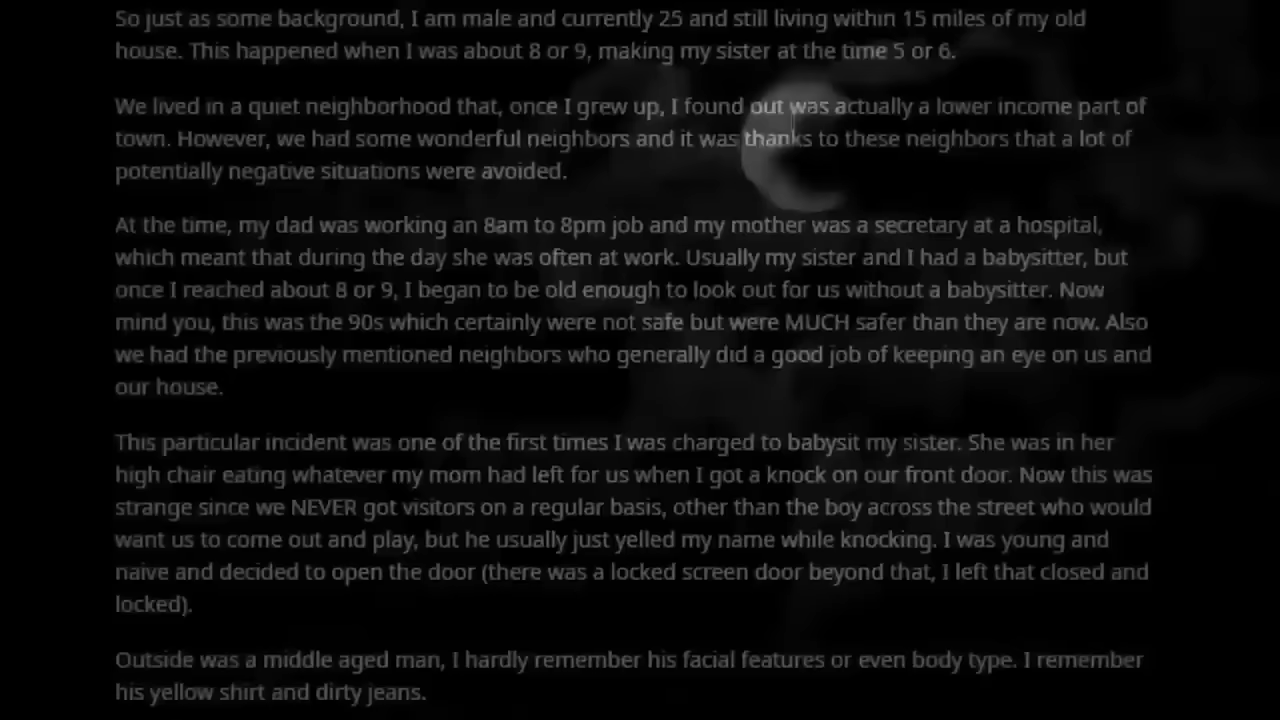 So just as some background, I am male and currently 25 and still living within 15 miles of my old
house. This happened when I was about 8 or 9, making my sister at the time 5 or 6.
We lived in a quiet neighborhood that, once I grew up, I found out was actually a lower income part of
town. However, we had some wonderful neighbors and it was thanks to these neighbors that a lot of
potentially negative situations were avoided.
At the time, my dad was working an 8am to 8pm job and my mother was a secretary at a hospital,
which meant that during the day she was often at work. Usually my sister and I had a babysitter, but
once I reached about 8 or 9, I began to be old enough to look out for us without a babysitter. Now
mind you, this was the 90s which certainly were not safe but were MUCH safer than they are now. Also
we had the previously mentioned neighbors who generally did a good job of keeping an eye on us and
our house.
This particular incident was one of the first times I was charged to babysit my sister. She was in her
high chair eating whatever my mom had left for us when I got a knock on our front door. Now this was
strange since we NEVER got visitors on a regular basis, other than the boy across the street who would
want us to come out and play, but he usually just yelled my name while knocking. I was young and
naive and decided to open the door (there was a locked screen door beyond that, I left that closed and
locked).
Outside was a middle aged man, I hardly remember his facial features or even body type. I remember
his yellow shirt and dirty jeans.